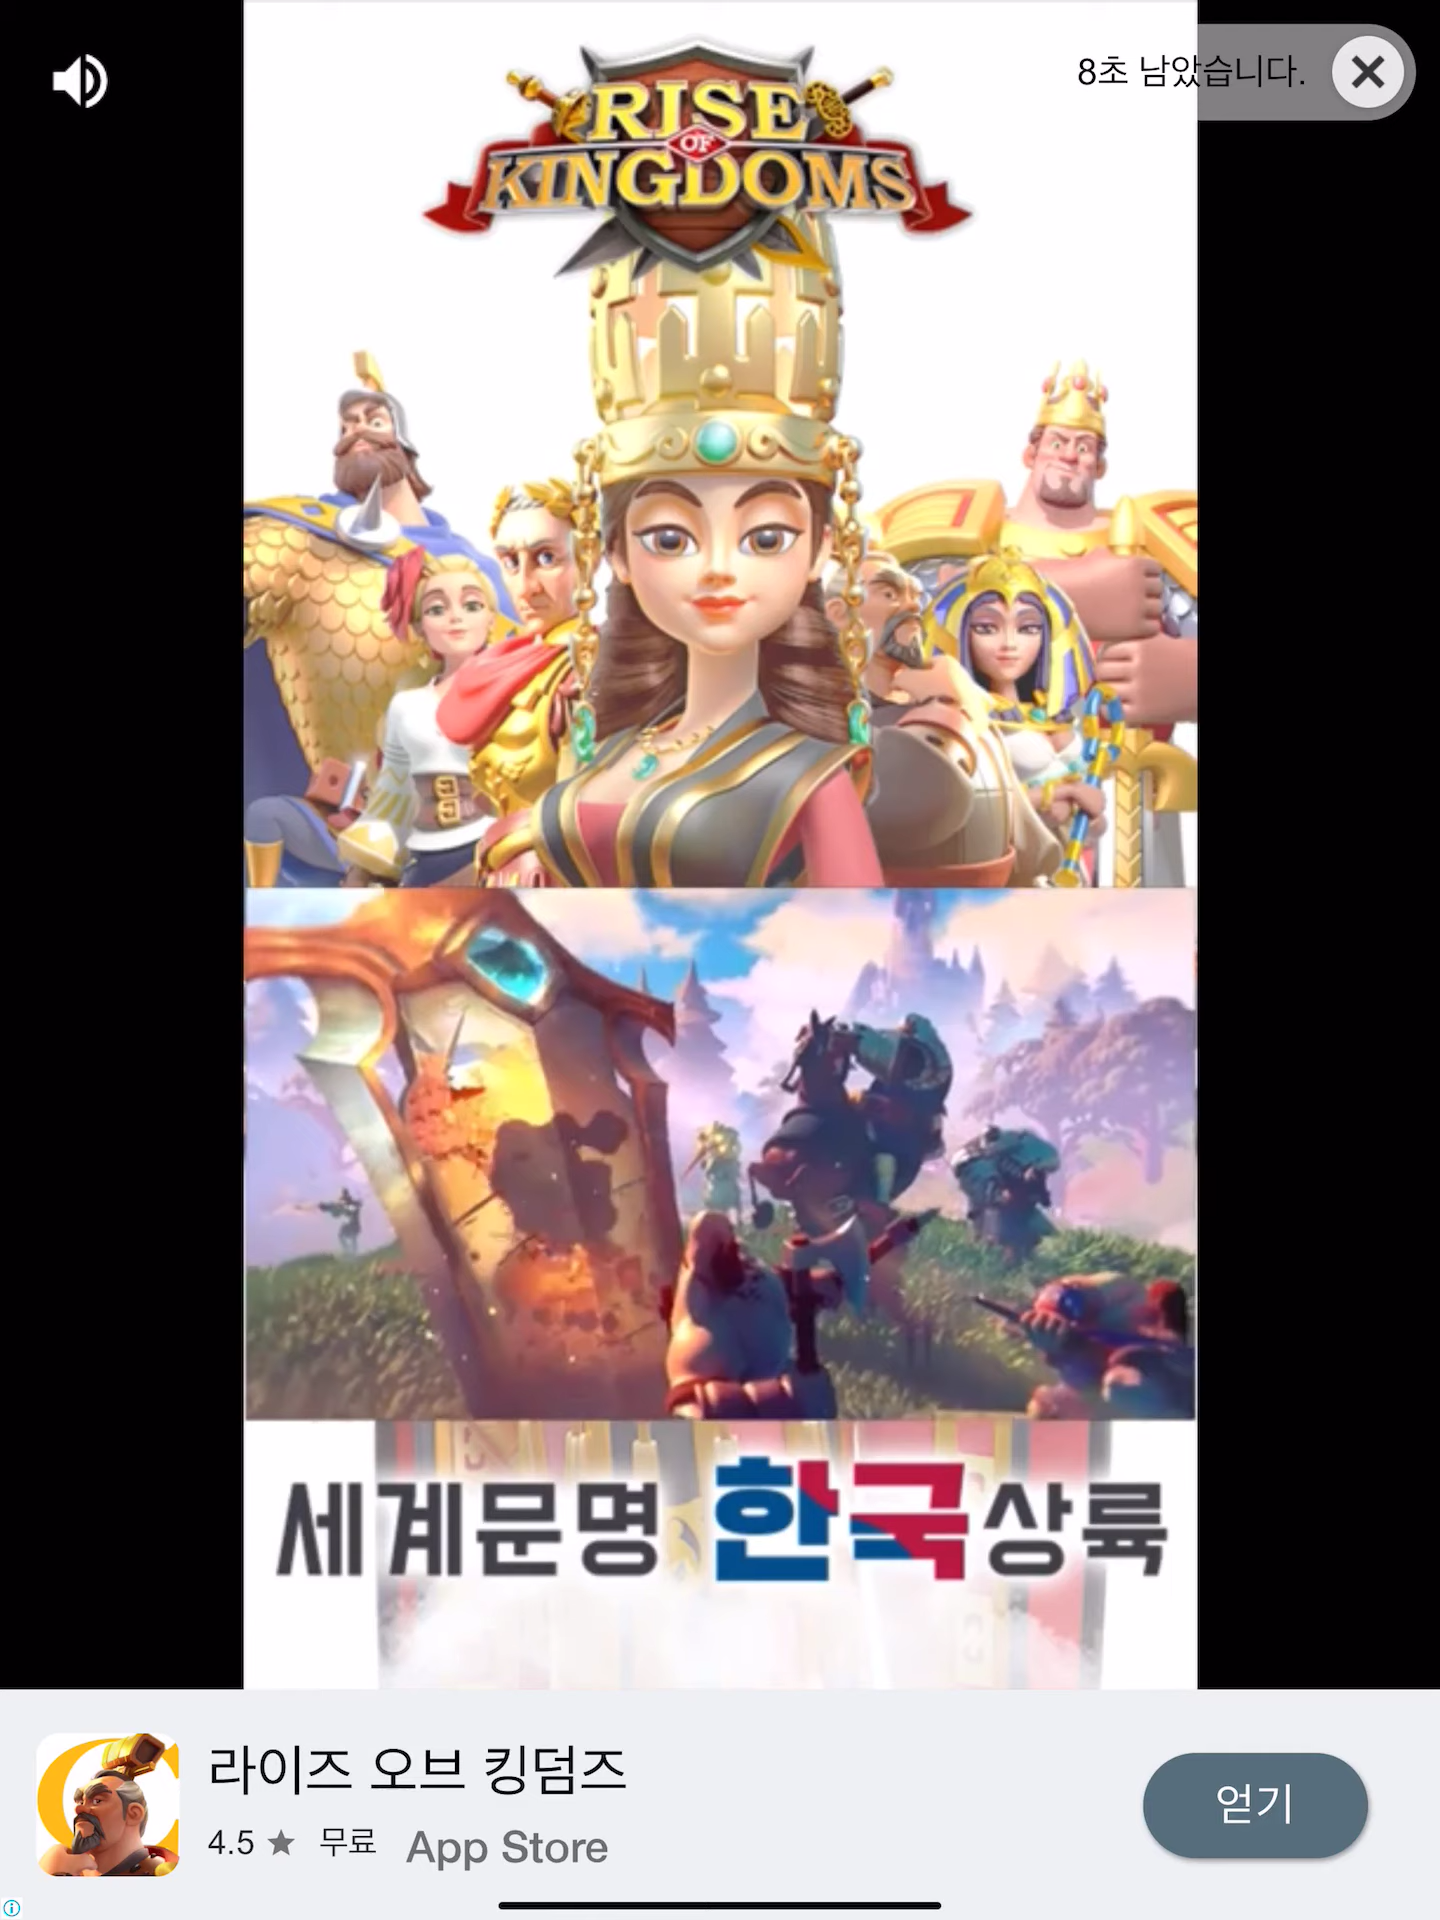 8초 남았습니다.
RISE
OF
KINGDOMS
세계문명 한국상륙
라이즈 오브 킹덤즈
얻기
4.5 ★ 무료 App Store